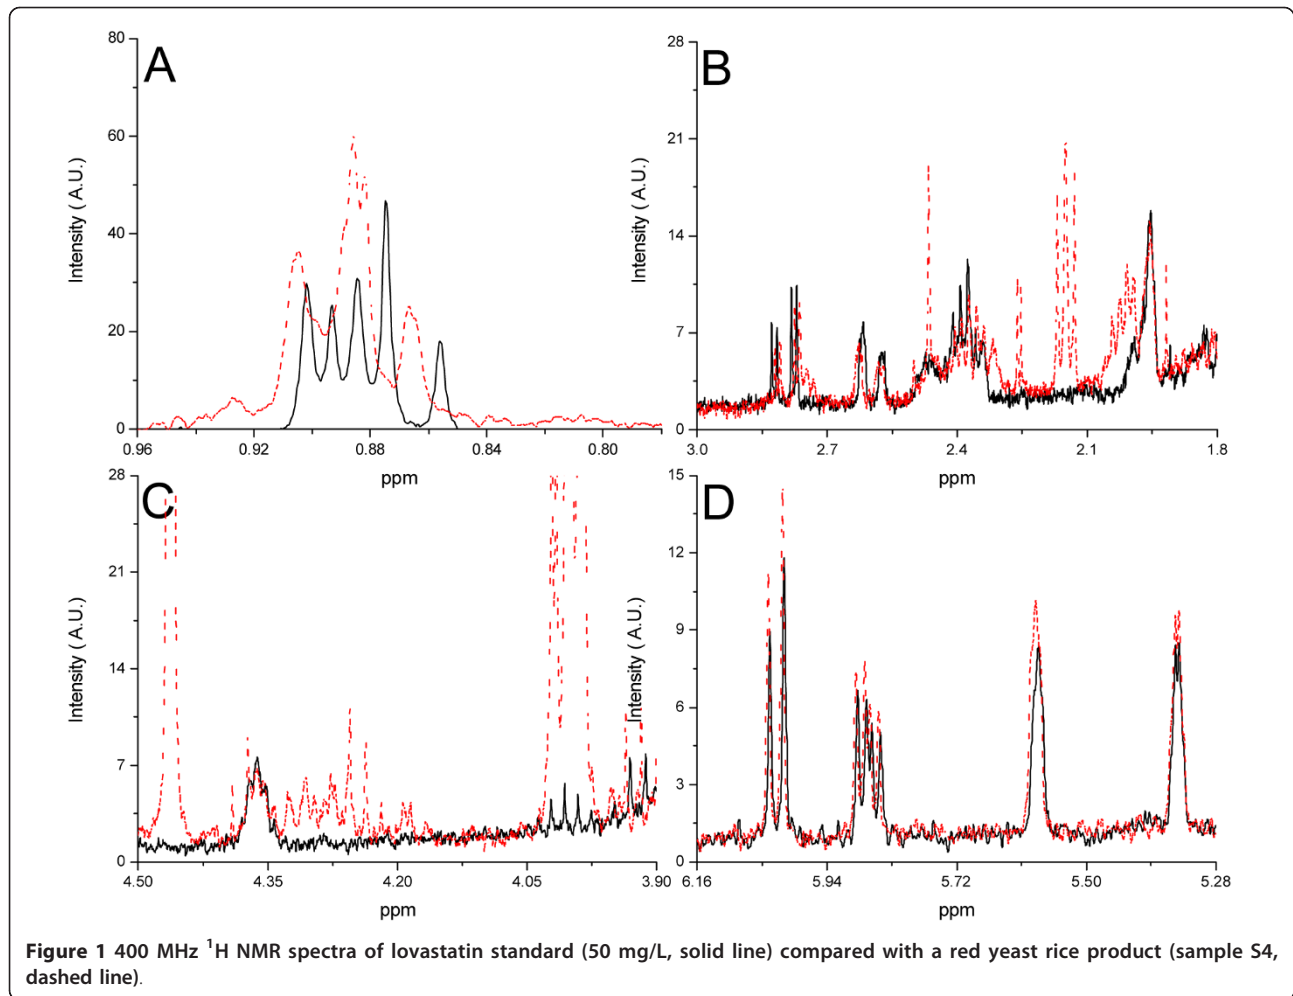 A
80
60
40
20
0
Intensity ( A.U.)
0.96
0.92
0.88
0.84
0.80
ppm
B
28
21
14
7
0
Intensity ( A.U.)
3.0
2.7
2.4
2.1
1.8
ppm
C
28
21
14
7
0
Intensity ( A.U.)
4.50
4.35
4.20
4.05
3.90
ppm
D
15
12
9
6
3
0
Intensity ( A.U.)
6.16
5.94
5.72
5.50
5.28
ppm
Figure 1 400 MHz ¹H NMR spectra of lovastatin standard (50 mg/L, solid line) compared with a red yeast rice product (sample S4,
dashed line).